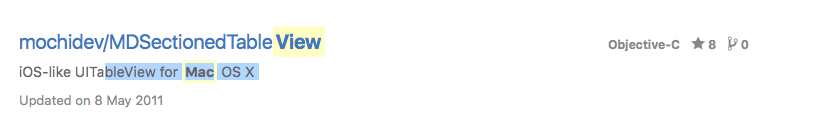 mochidev/MDSectionedTableView Objective-C 8 0
iOS-like UITableView for Mac OS X
Updated on 8 May 2011